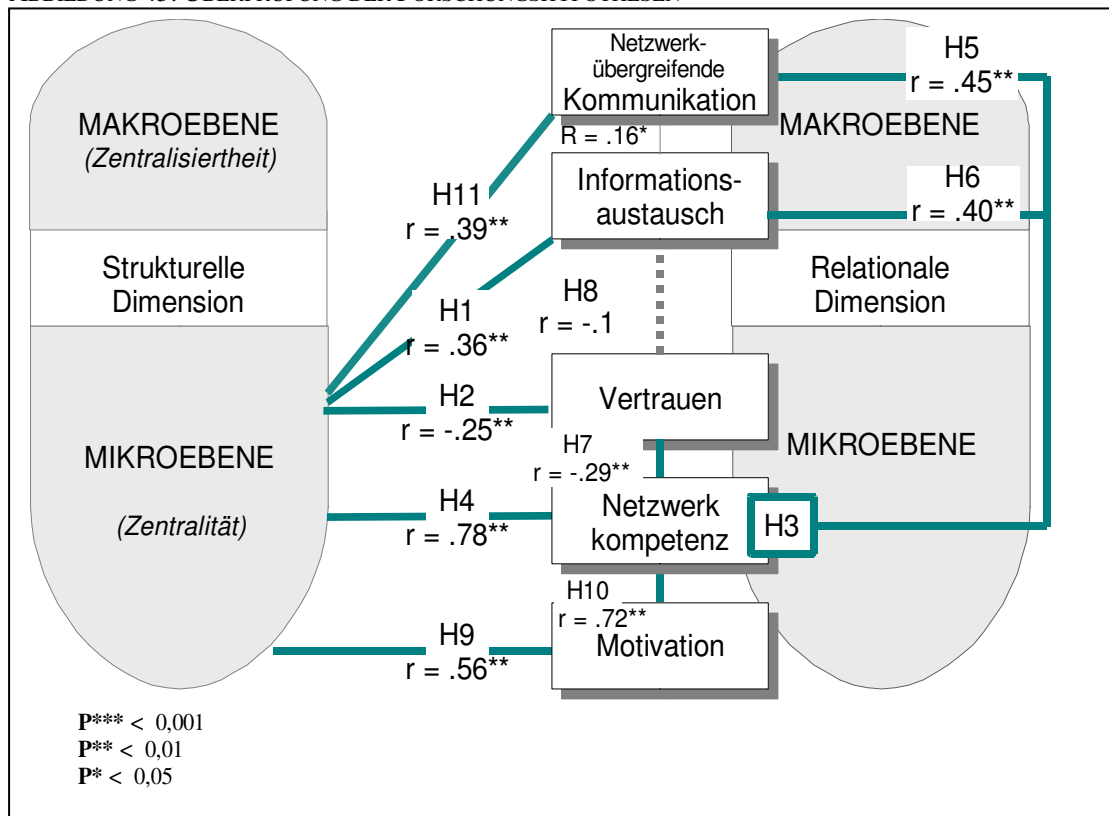 MAKROEBENE
(Zentralisiertheit)
Strukturelle
Dimension
MIKROEBENE
(Zentralität)
H11
r = .39**
H1
r = .36**
H2
r = -.25**
H4
r = .78**
H9
r = .56**
Netzwerk-
übergreifende
Kommunikation
R = .16*
Informations-
austausch
H8
r = -.1
Vertrauen
H7
r = -.29**
Netzwerk
kompetenz
H3
H10
r = .72**
Motivation
H5
r = .45**
MAKROEBENE
H6
r = .40**
Relationale
Dimension
MIKROEBENE
P*** < 0,001
P** < 0,01
P* < 0,05